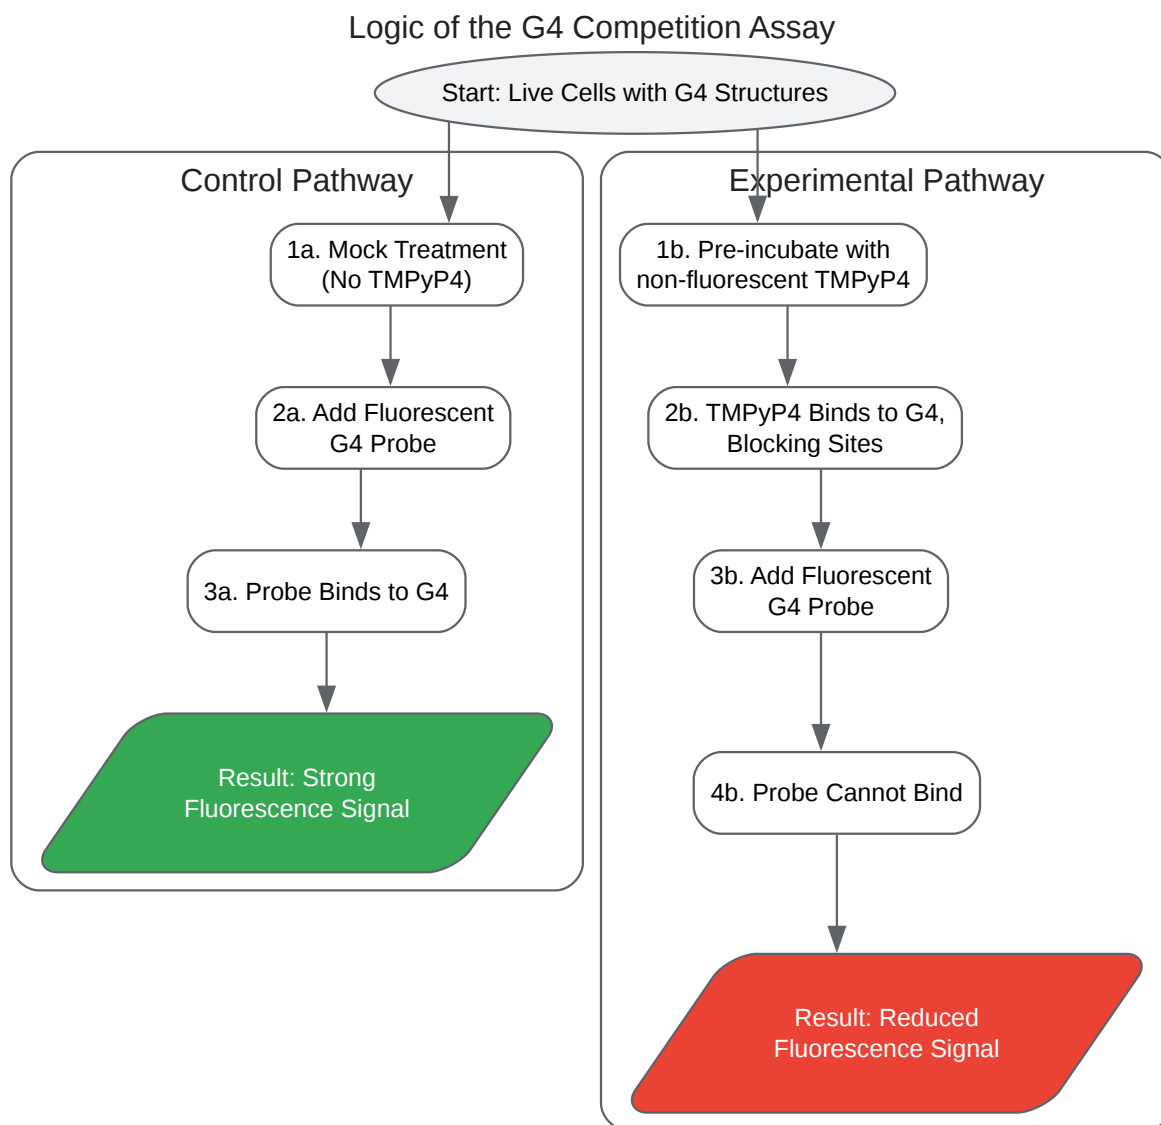 Logic of the G4 Competition Assay
Start: Live Cells with G4 Structures
Control Pathway
1a. Mock Treatment
(No TMPyP4)
2a. Add Fluorescent
G4 Probe
3a. Probe Binds to G4
Result: Strong
Fluorescence Signal
Experimental Pathway
1b. Pre-incubate with
non-fluorescent TMPyP4
2b. TMPyP4 Binds to G4,
Blocking Sites
3b. Add Fluorescent
G4 Probe
4b. Probe Cannot Bind
Result: Reduced
Fluorescence Signal